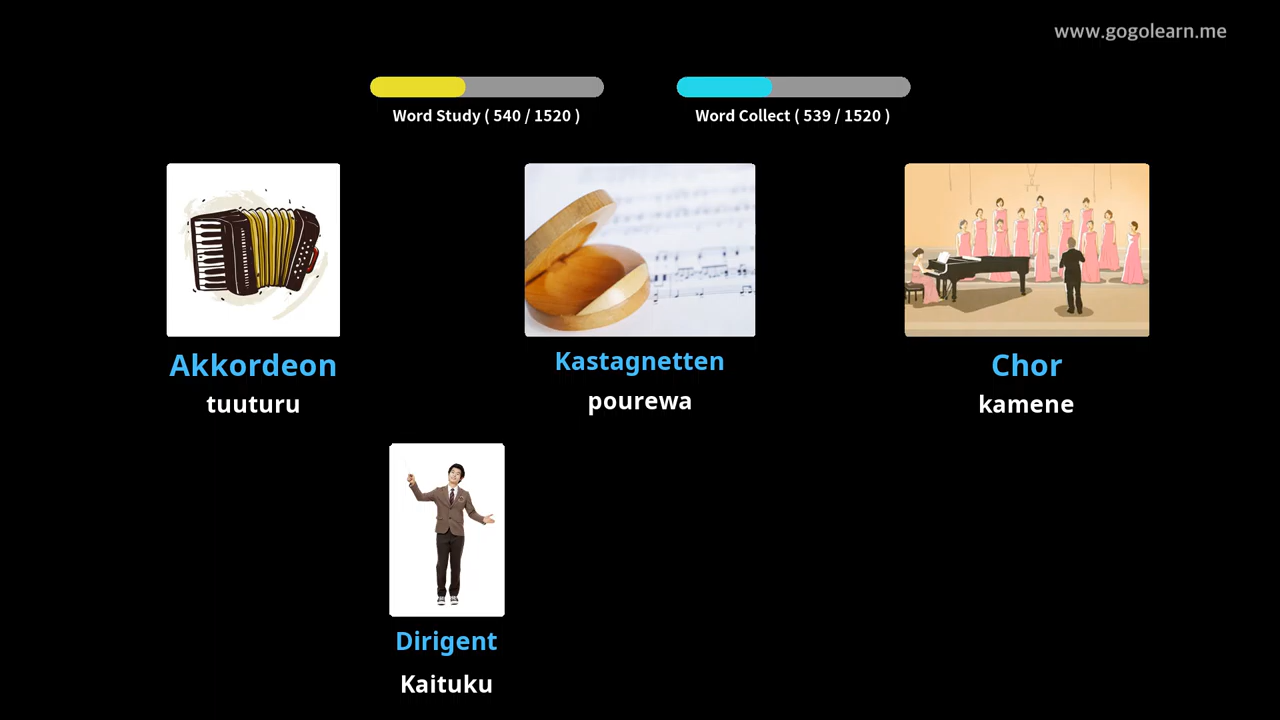 www.gogolearn.me
Word Study ( 540 / 1520 )
Word Collect ( 539 / 1520 )
Akkordeon
tuuturu
Kastagnetten
pourewa
Chor
kamene
Dirigent
Kaituku